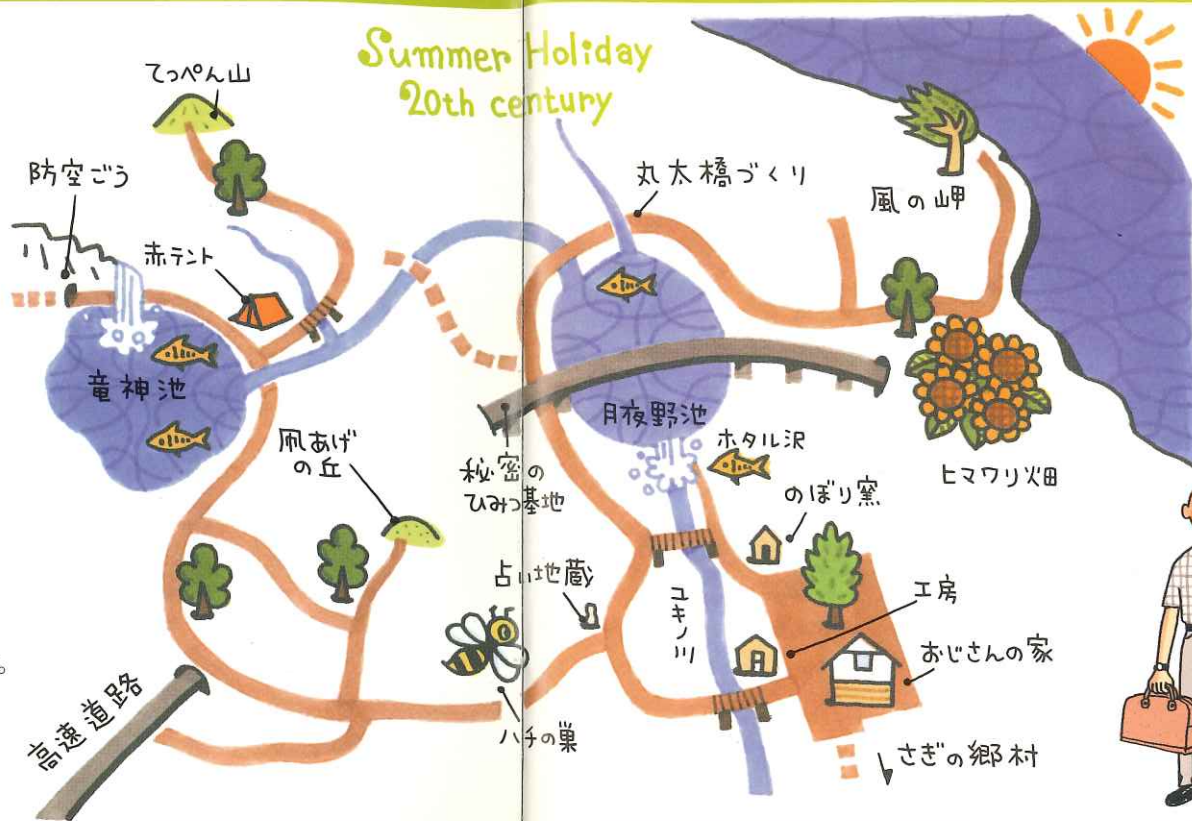 Summer Holiday
20th century
てっぺん山
防空ごう
赤テント
竜神池
丸太橋づくり
風の岬
凧あげ
の丘
秘密の
ひみつ基地
月夜野池
ホタル沢
ヒマワリ畑
のぼり窯
占い地蔵
ユキノ川
工房
おじさんの家
ハチの巣
高速道路
さぎの郷村
。